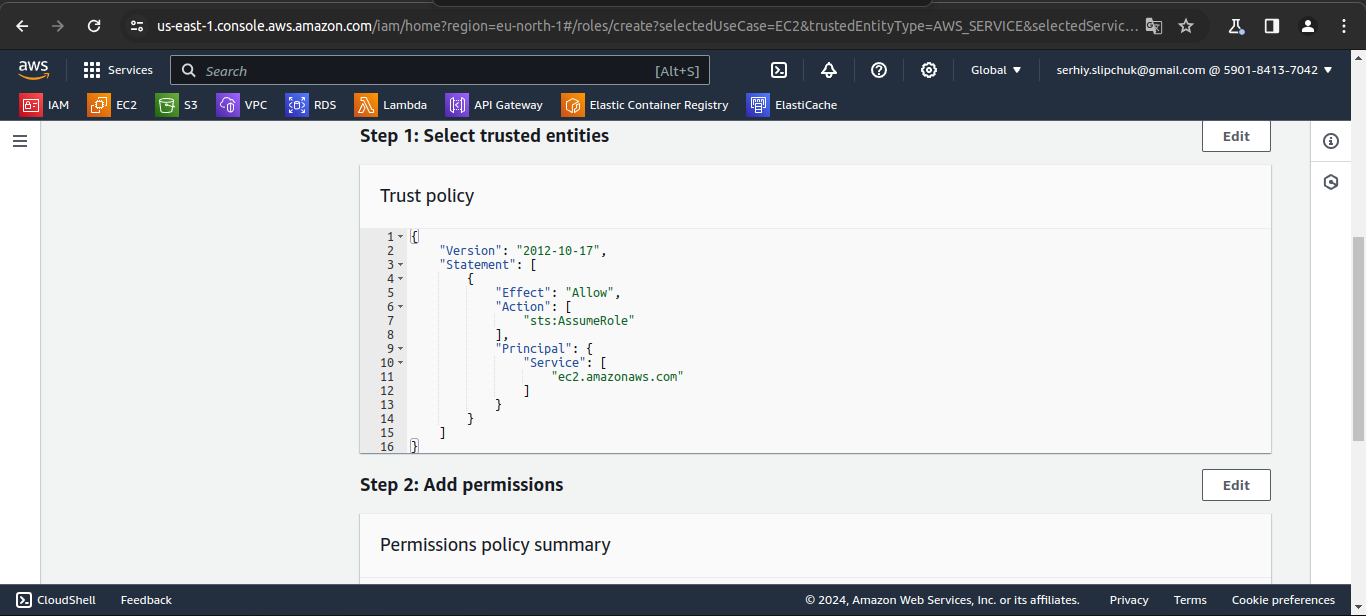 us-east-1.console.aws.amazon.com/iam/home?region=eu-north-1#/roles/create?selectedUseCase=EC2&trustedEntityType=AWS_SERVICE&selectedServic...
aws Services Search [Alt+S] Global serhiy.slipchuk@gmail.com @ 5901-8413-7042
IAM EC2 S3 VPC RDS Lambda API Gateway Elastic Container Registry ElastiCache
Step 1: Select trusted entities Edit
Trust policy
1 {
2 "Version": "2012-10-17",
3 "Statement": [
4 {
5 "Effect": "Allow",
6 "Action": [
7 "sts:AssumeRole"
8 ],
9 "Principal": {
10 "Service": [
11 "ec2.amazonaws.com"
12 ]
13 }
14 }
15 ]
16 }
Step 2: Add permissions Edit
Permissions policy summary
CloudShell Feedback © 2024, Amazon Web Services, Inc. or its affiliates. Privacy Terms Cookie preferences